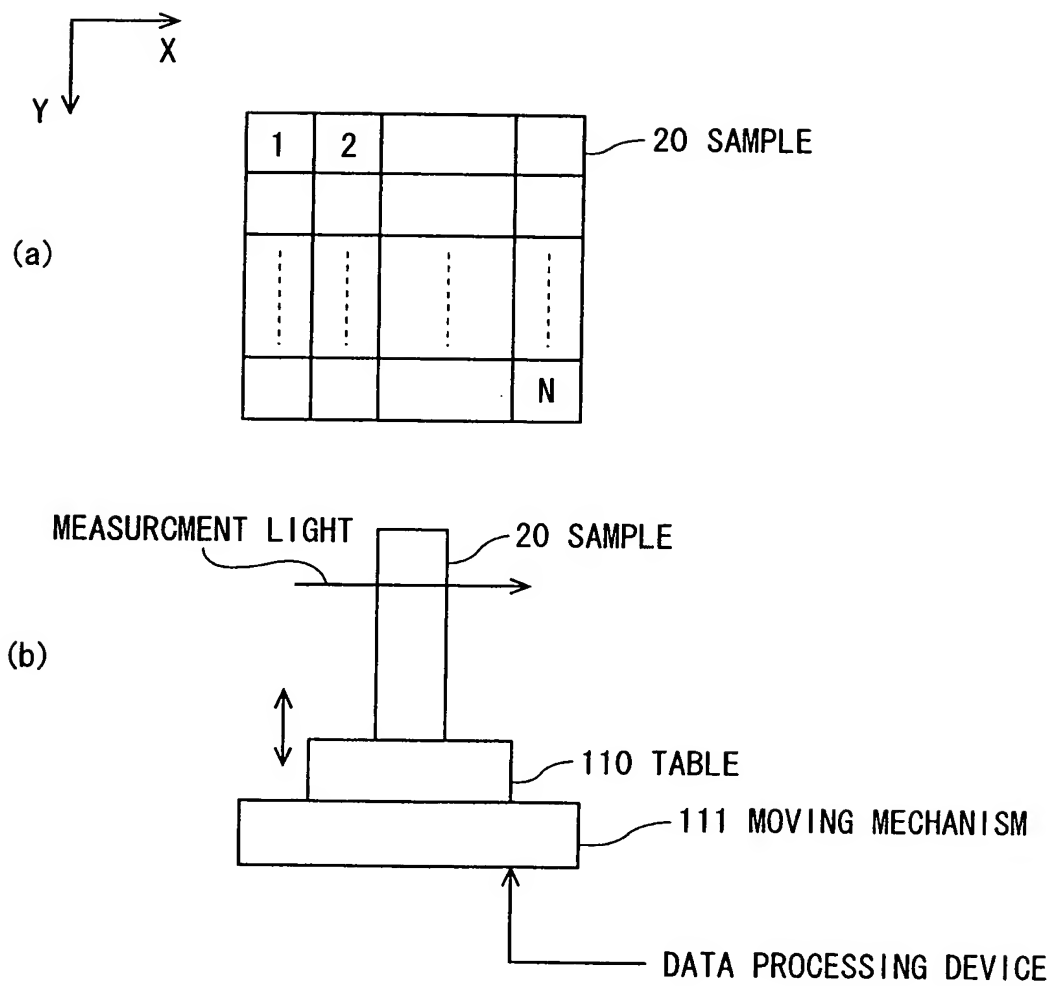 X
Y
1 2
20 SAMPLE
(a)
N
MEASURCMENT LIGHT
20 SAMPLE
(b)
110 TABLE
111 MOVING MECHANISM
DATA PROCESSING DEVICE